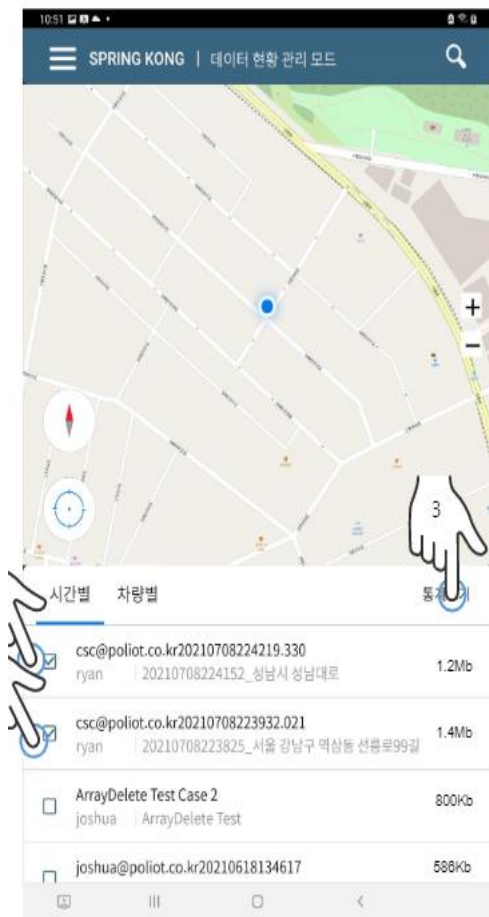 10:51
SPRING KONG | 데이터 현황 관리 모드
+
−
3
시간별 차량별
csc@poliot.co.kr20210708224219.330
1.2Mb
ryan | 20210708224152_성남시 성남대로
csc@poliot.co.kr20210708223932.021
1.4Mb
ryan | 20210708223825_서울 강남구 역삼동 선릉로99길
ArrayDelete Test Case 2
800Kb
joshua | ArrayDelete Test
joshua@poliot.co.kr20210618134617
586Kb